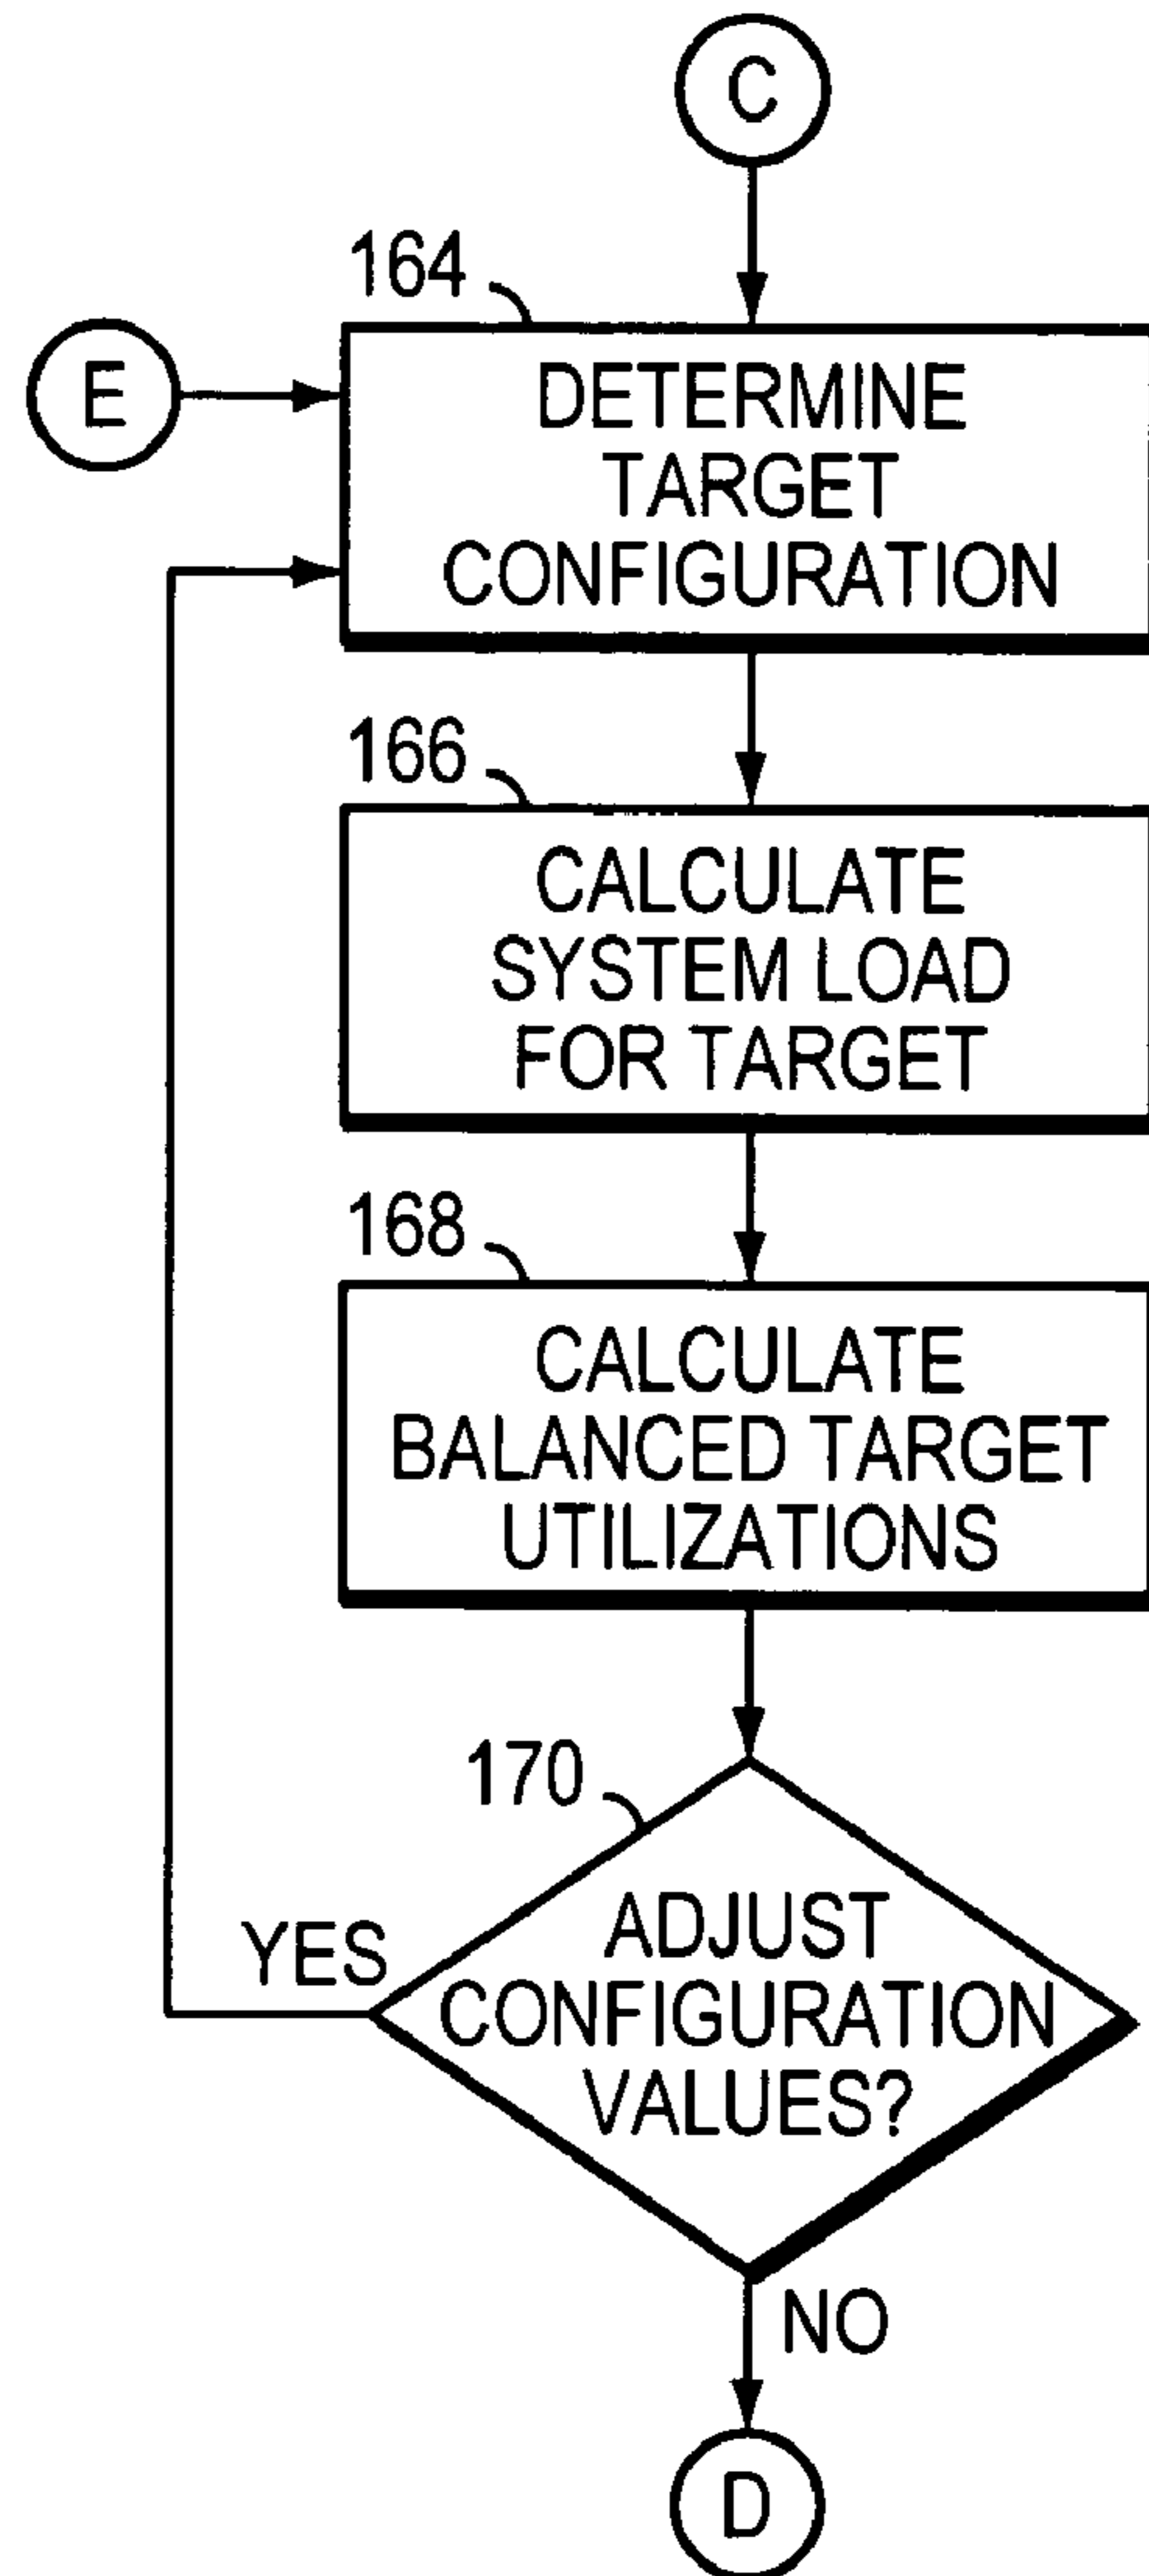 C
164
E
DETERMINE
TARGET
CONFIGURATION
166
CALCULATE
SYSTEM LOAD
FOR TARGET
168
CALCULATE
BALANCED TARGET
UTILIZATIONS
170
YES
ADJUST
CONFIGURATION
VALUES?
NO
D